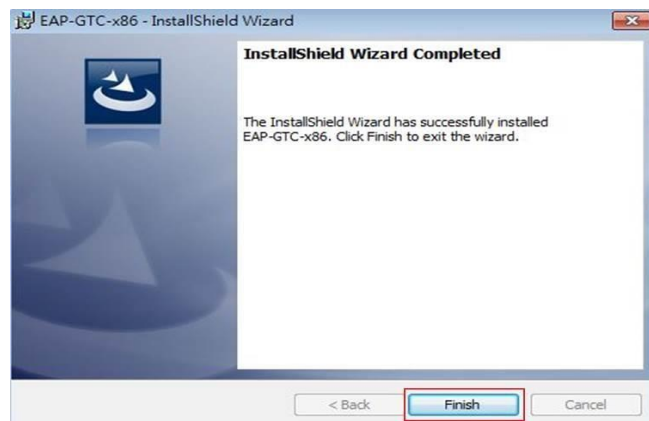 EAP-GTC-x86 - InstallShield Wizard
InstallShield Wizard Completed
The InstallShield Wizard has successfully installed
EAP-GTC-x86. Click Finish to exit the wizard.
< Back
Finish
Cancel